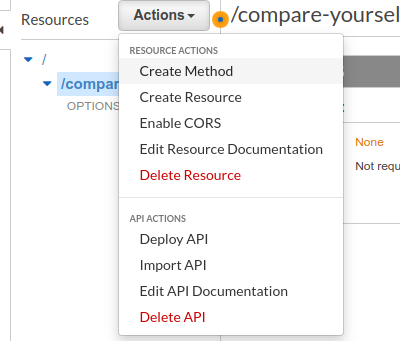 Resources
Actions
/compare-yoursel
/
/compar
OPTIONS
RESOURCE ACTIONS
Create Method
Create Resource
Enable CORS
Edit Resource Documentation
Delete Resource
API ACTIONS
Deploy API
Import API
Edit API Documentation
Delete API
None
Not requ